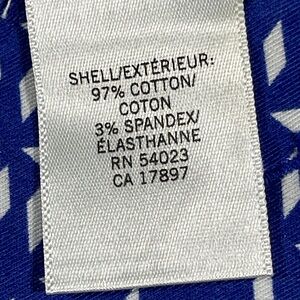 SHELL/EXTÉRIEUR:
97% COTTON/
COTON
3% SPANDEX/
ÉLASTHANNE
RN 54023
CA 17897